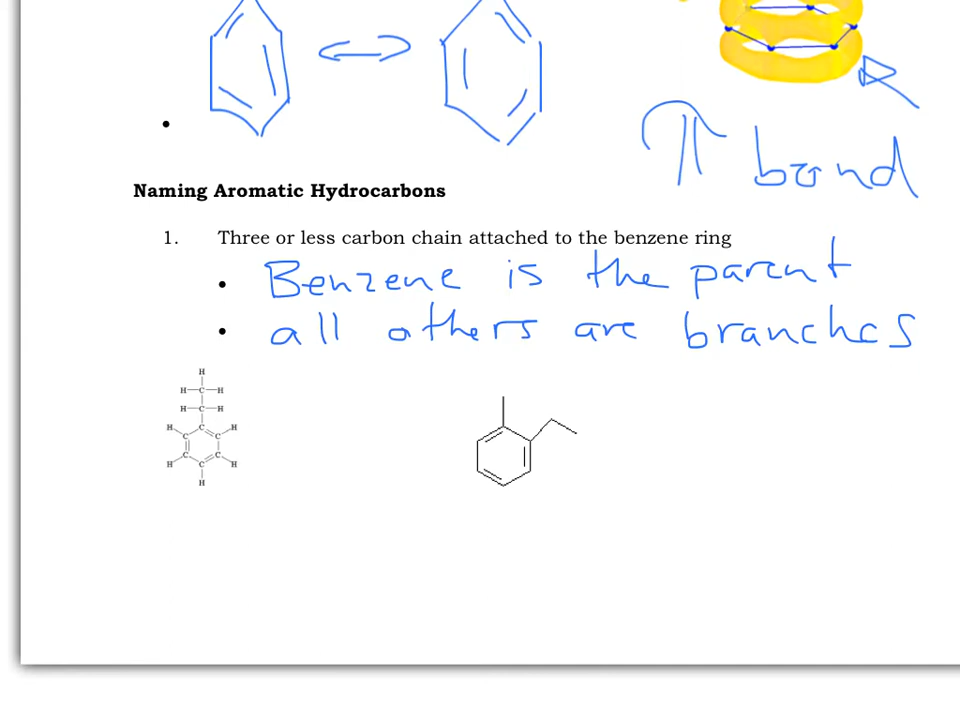 π bond
Naming Aromatic Hydrocarbons
1. Three or less carbon chain attached to the benzene ring
• Benzene is the parent
• all others are branches
H
H-C-H
H-C-H
H C H
C C
C C
H C H
H